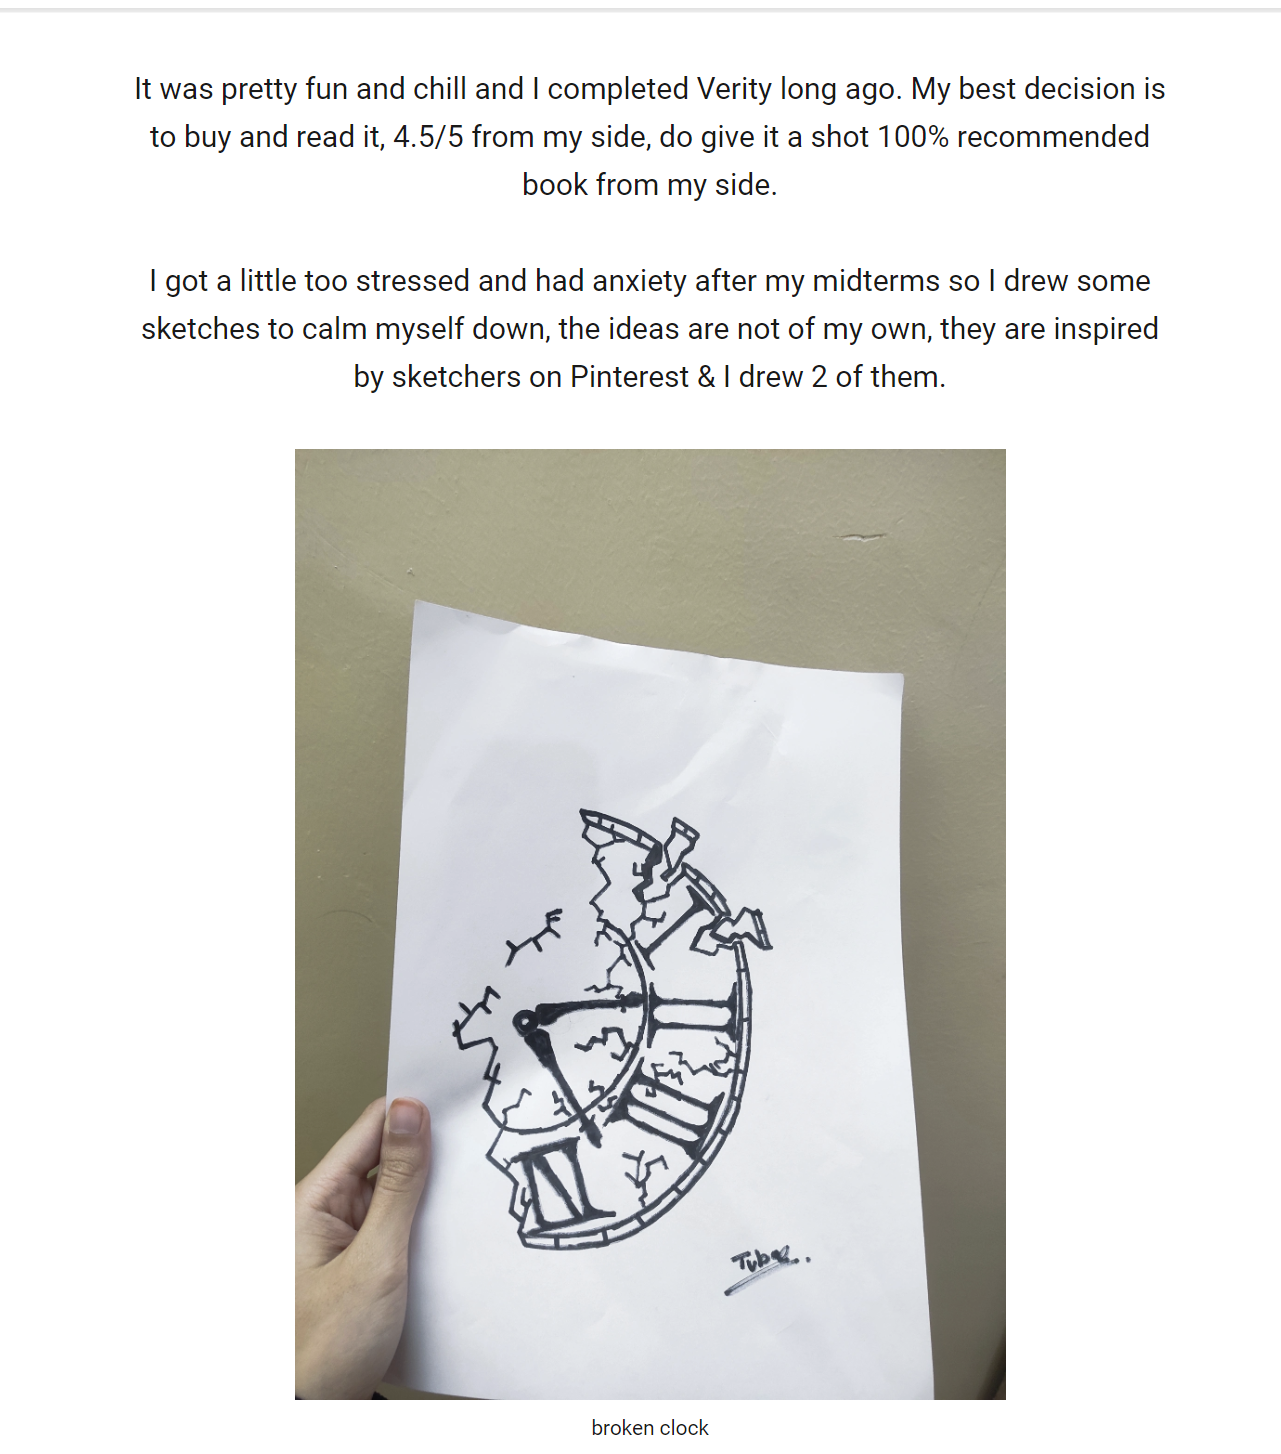 It was pretty fun and chill and I completed Verity long ago. My best decision is
to buy and read it, 4.5/5 from my side, do give it a shot 100% recommended
book from my side.
I got a little too stressed and had anxiety after my midterms so I drew some
sketches to calm myself down, the ideas are not of my own, they are inspired
by sketchers on Pinterest & I drew 2 of them.
broken clock